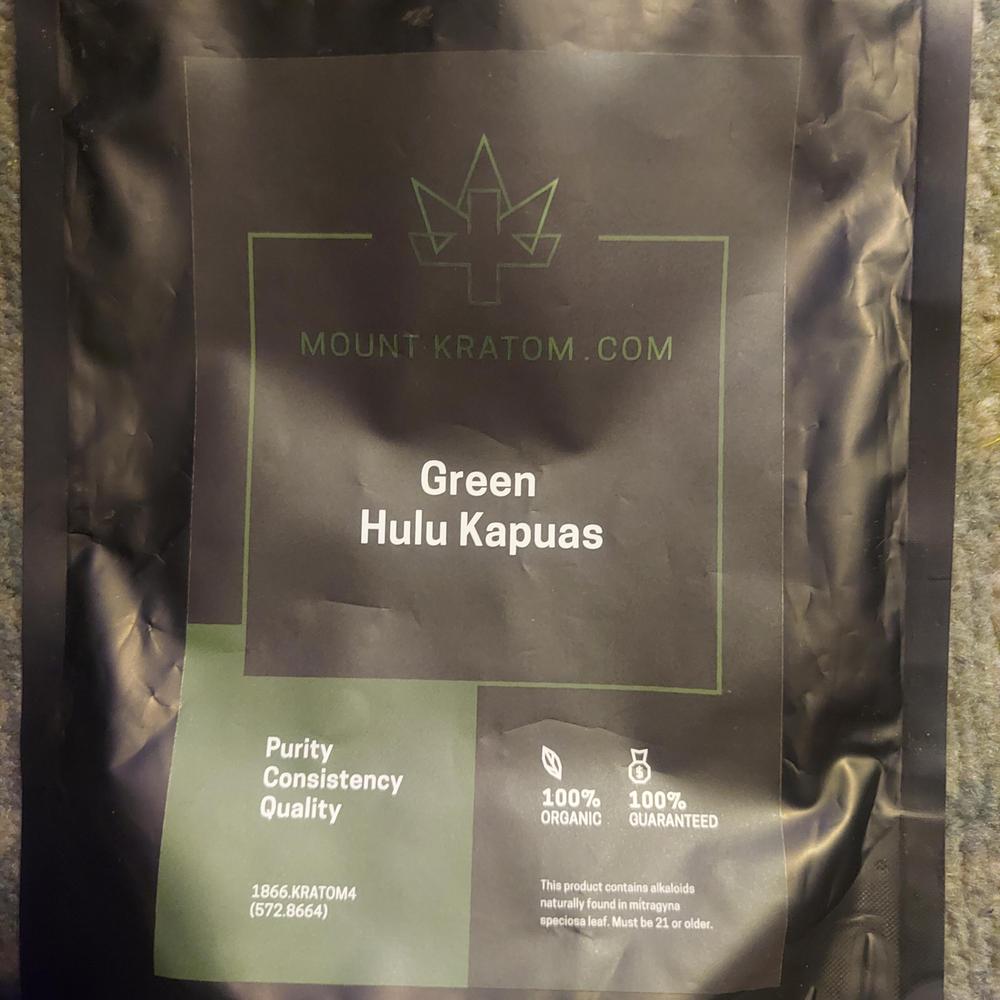 MOUNT KRATOM.COM
Green
Hulu Kapuas
Purity
Consistency
Quality
1866.KRATOM4
(572.8664)
$
100%
ORGANIC
100%
GUARANTEED
This product contains alkaloids
naturally found in mitragyna
speciosa leaf. Must be 21 or older.